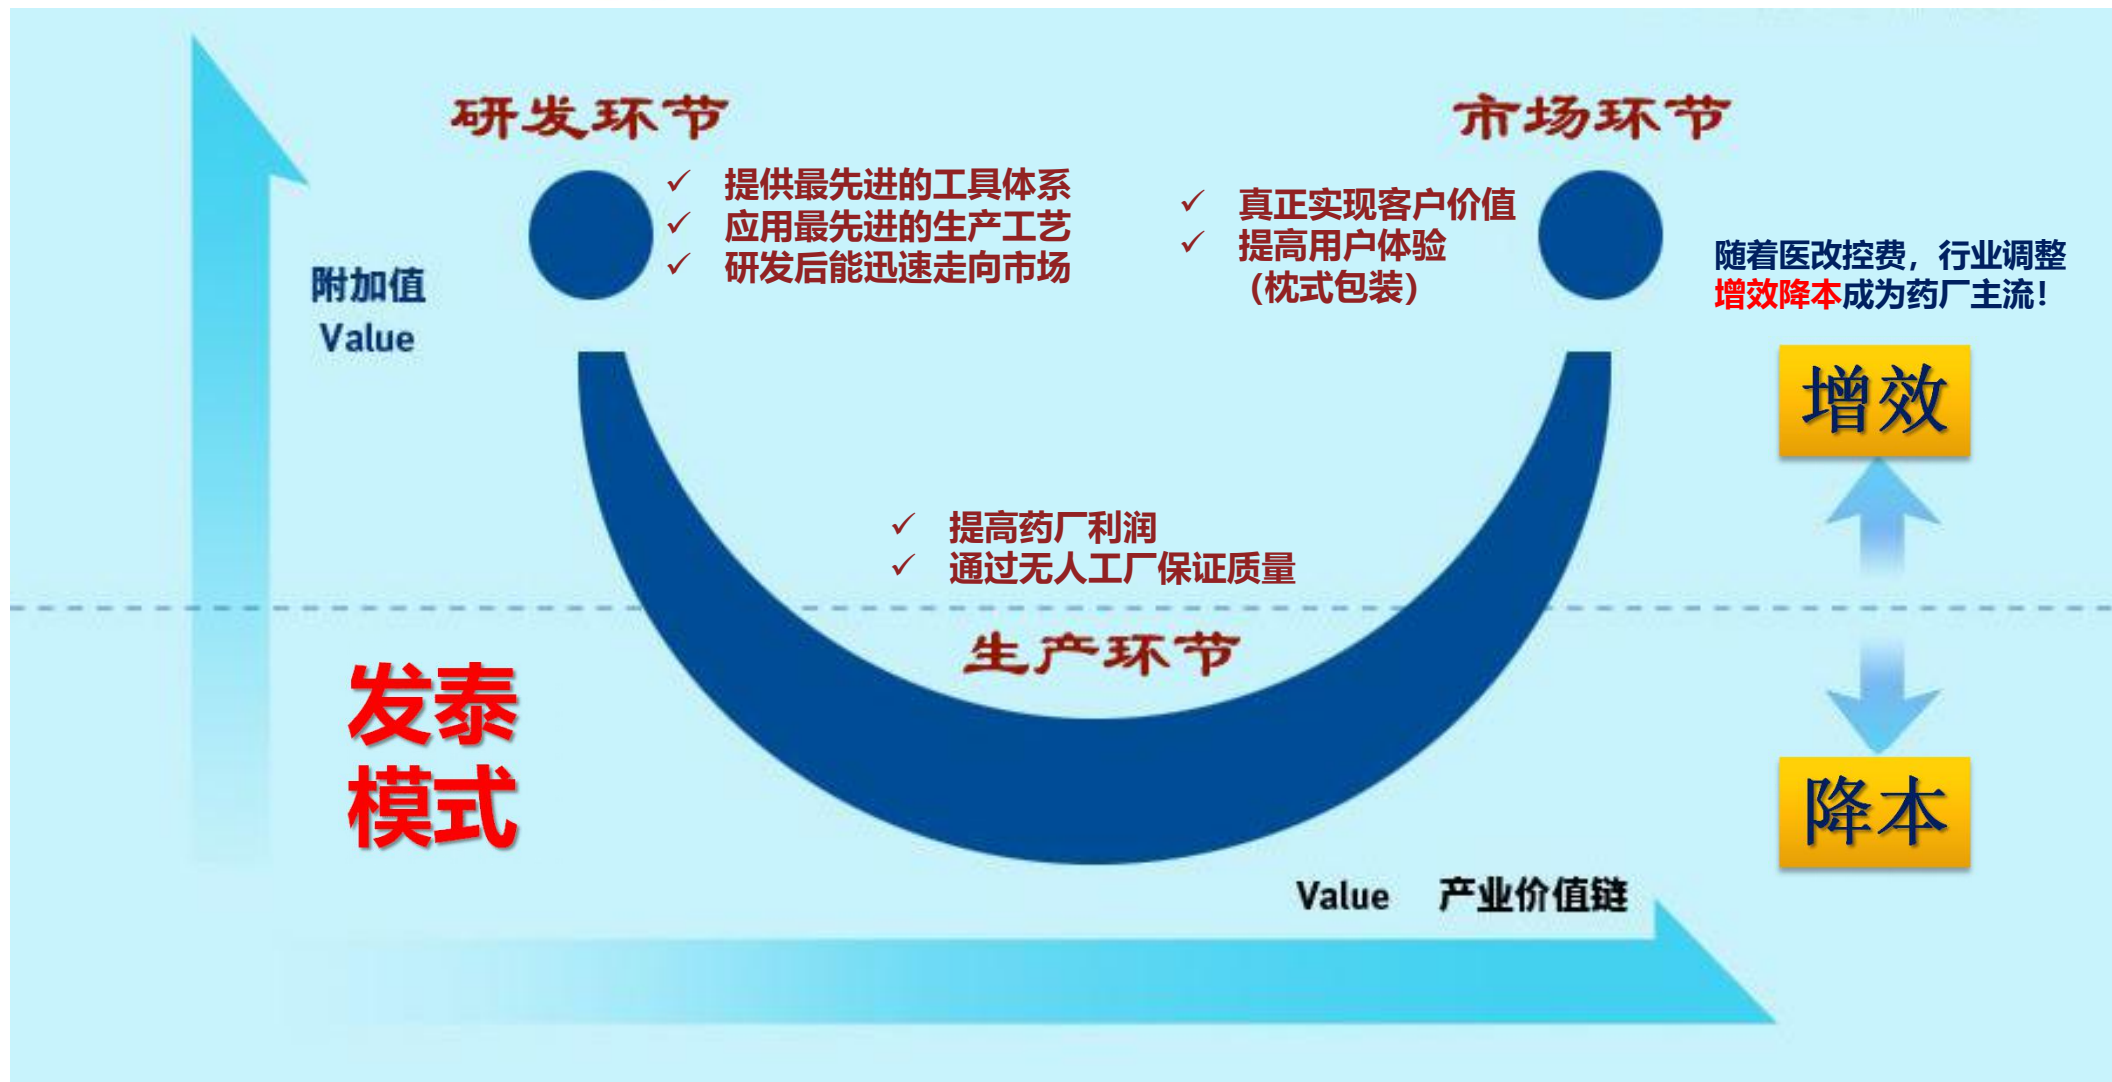 研发环节
提供最先进的工具体系
应用最先进的生产工艺
研发后能迅速走向市场
市场环节
真正实现客户价值
提高用户体验
（枕式包装）
随着医改控费，行业调整
增效降本成为药厂主流！
附加值
Value
增效
提高药厂利润
通过无人工厂保证质量
生产环节
发泰
模式
降本
Value 产业价值链